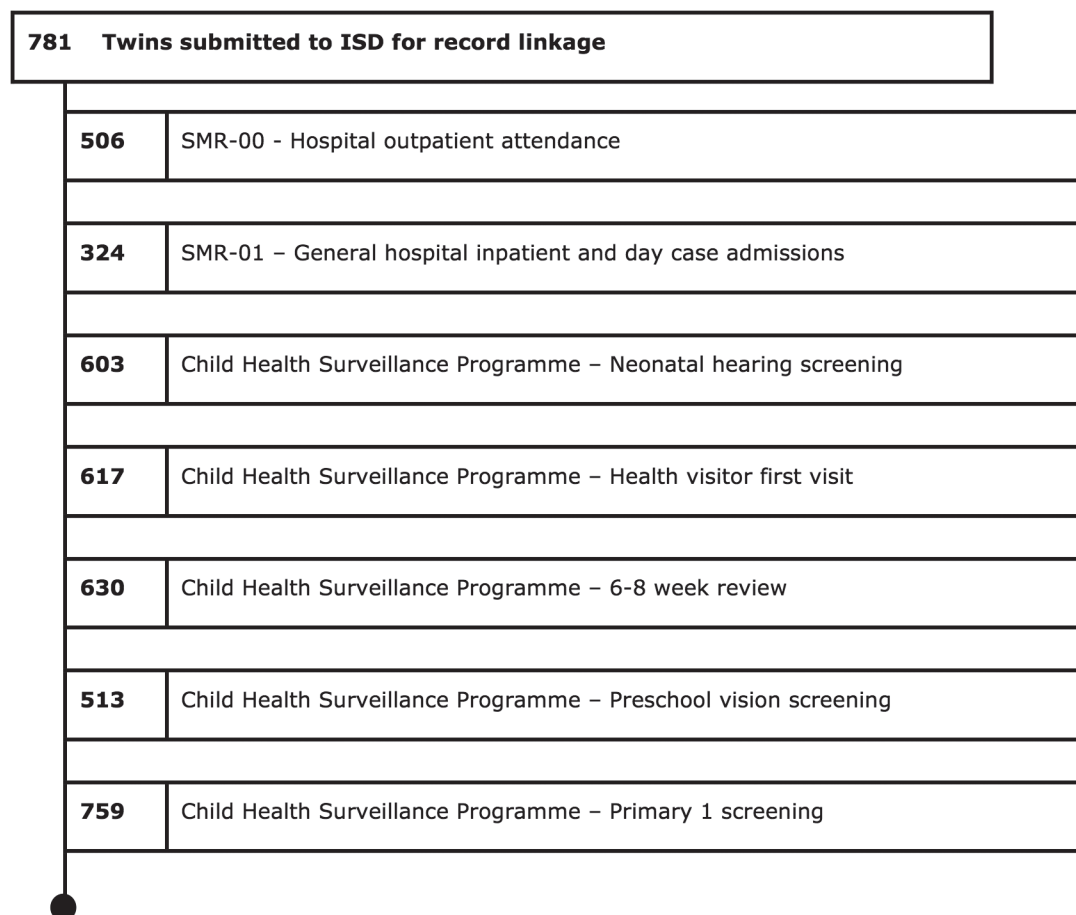 781 Twins submitted to ISD for record linkage
506 SMR-00 - Hospital outpatient attendance
324 SMR-01 – General hospital inpatient and day case admissions
603 Child Health Surveillance Programme – Neonatal hearing screening
617 Child Health Surveillance Programme – Health visitor first visit
630 Child Health Surveillance Programme – 6-8 week review
513 Child Health Surveillance Programme – Preschool vision screening
759 Child Health Surveillance Programme – Primary 1 screening